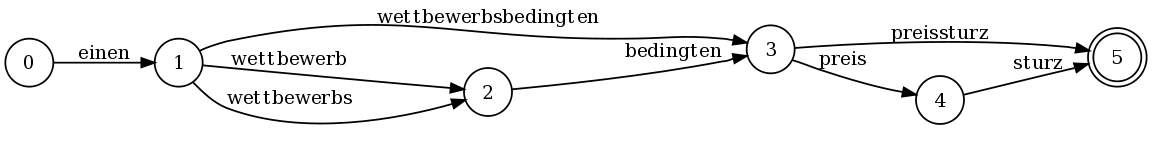 wettbewerbsbedingten
einen
wettbewerb
bedingten
preissturz
preis
sturz
wettbewerbs
0
1
2
3
4
5